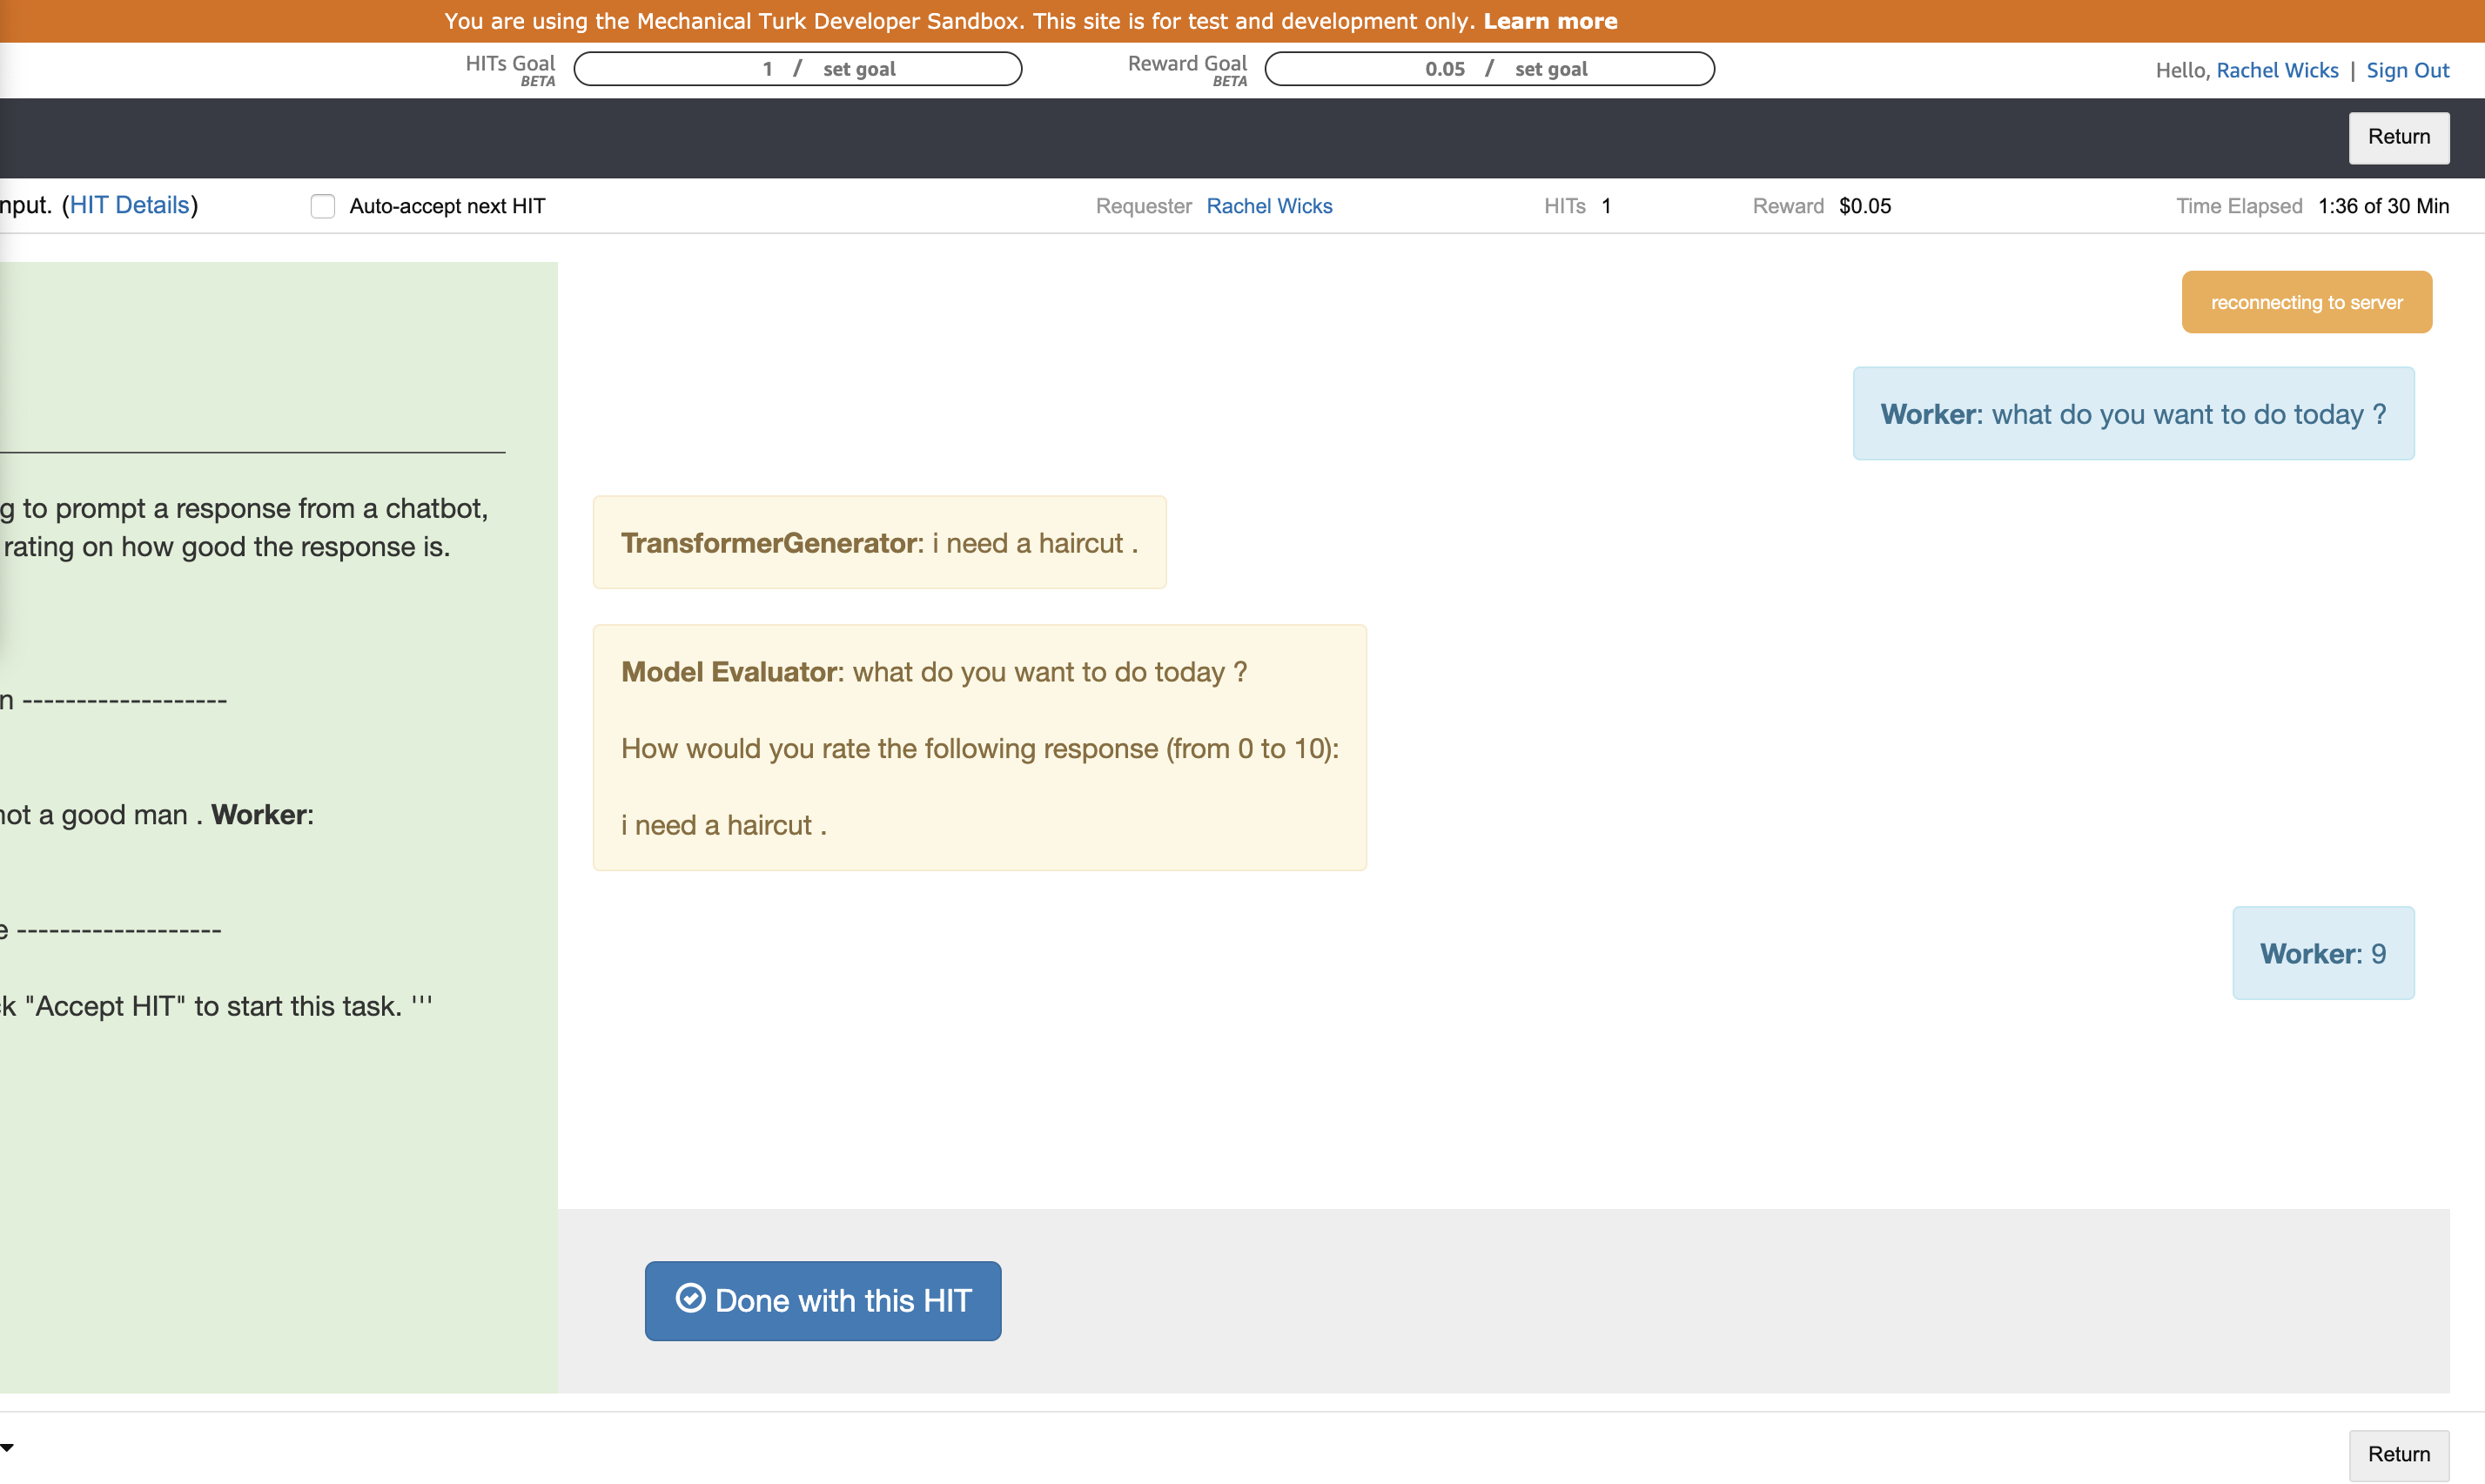 You are using the Mechanical Turk Developer Sandbox. This site is for test and development only. Learn more
HITs Goal
BETA
1 / set goal
Reward Goal
BETA
0.05 / set goal
Hello, Rachel Wicks | Sign Out
Return
nput. (HIT Details)
Auto-accept next HIT
Requester Rachel Wicks
HITs 1
Reward $0.05
Time Elapsed 1:36 of 30 Min
g to prompt a response from a chatbot,
rating on how good the response is.
n -------------------
not a good man . Worker:
e -------------------
k "Accept HIT" to start this task. '''
reconnecting to server
Worker: what do you want to do today ?
TransformerGenerator: i need a haircut .
Model Evaluator: what do you want to do today ?
How would you rate the following response (from 0 to 10):
i need a haircut .
Worker: 9
Done with this HIT
Return